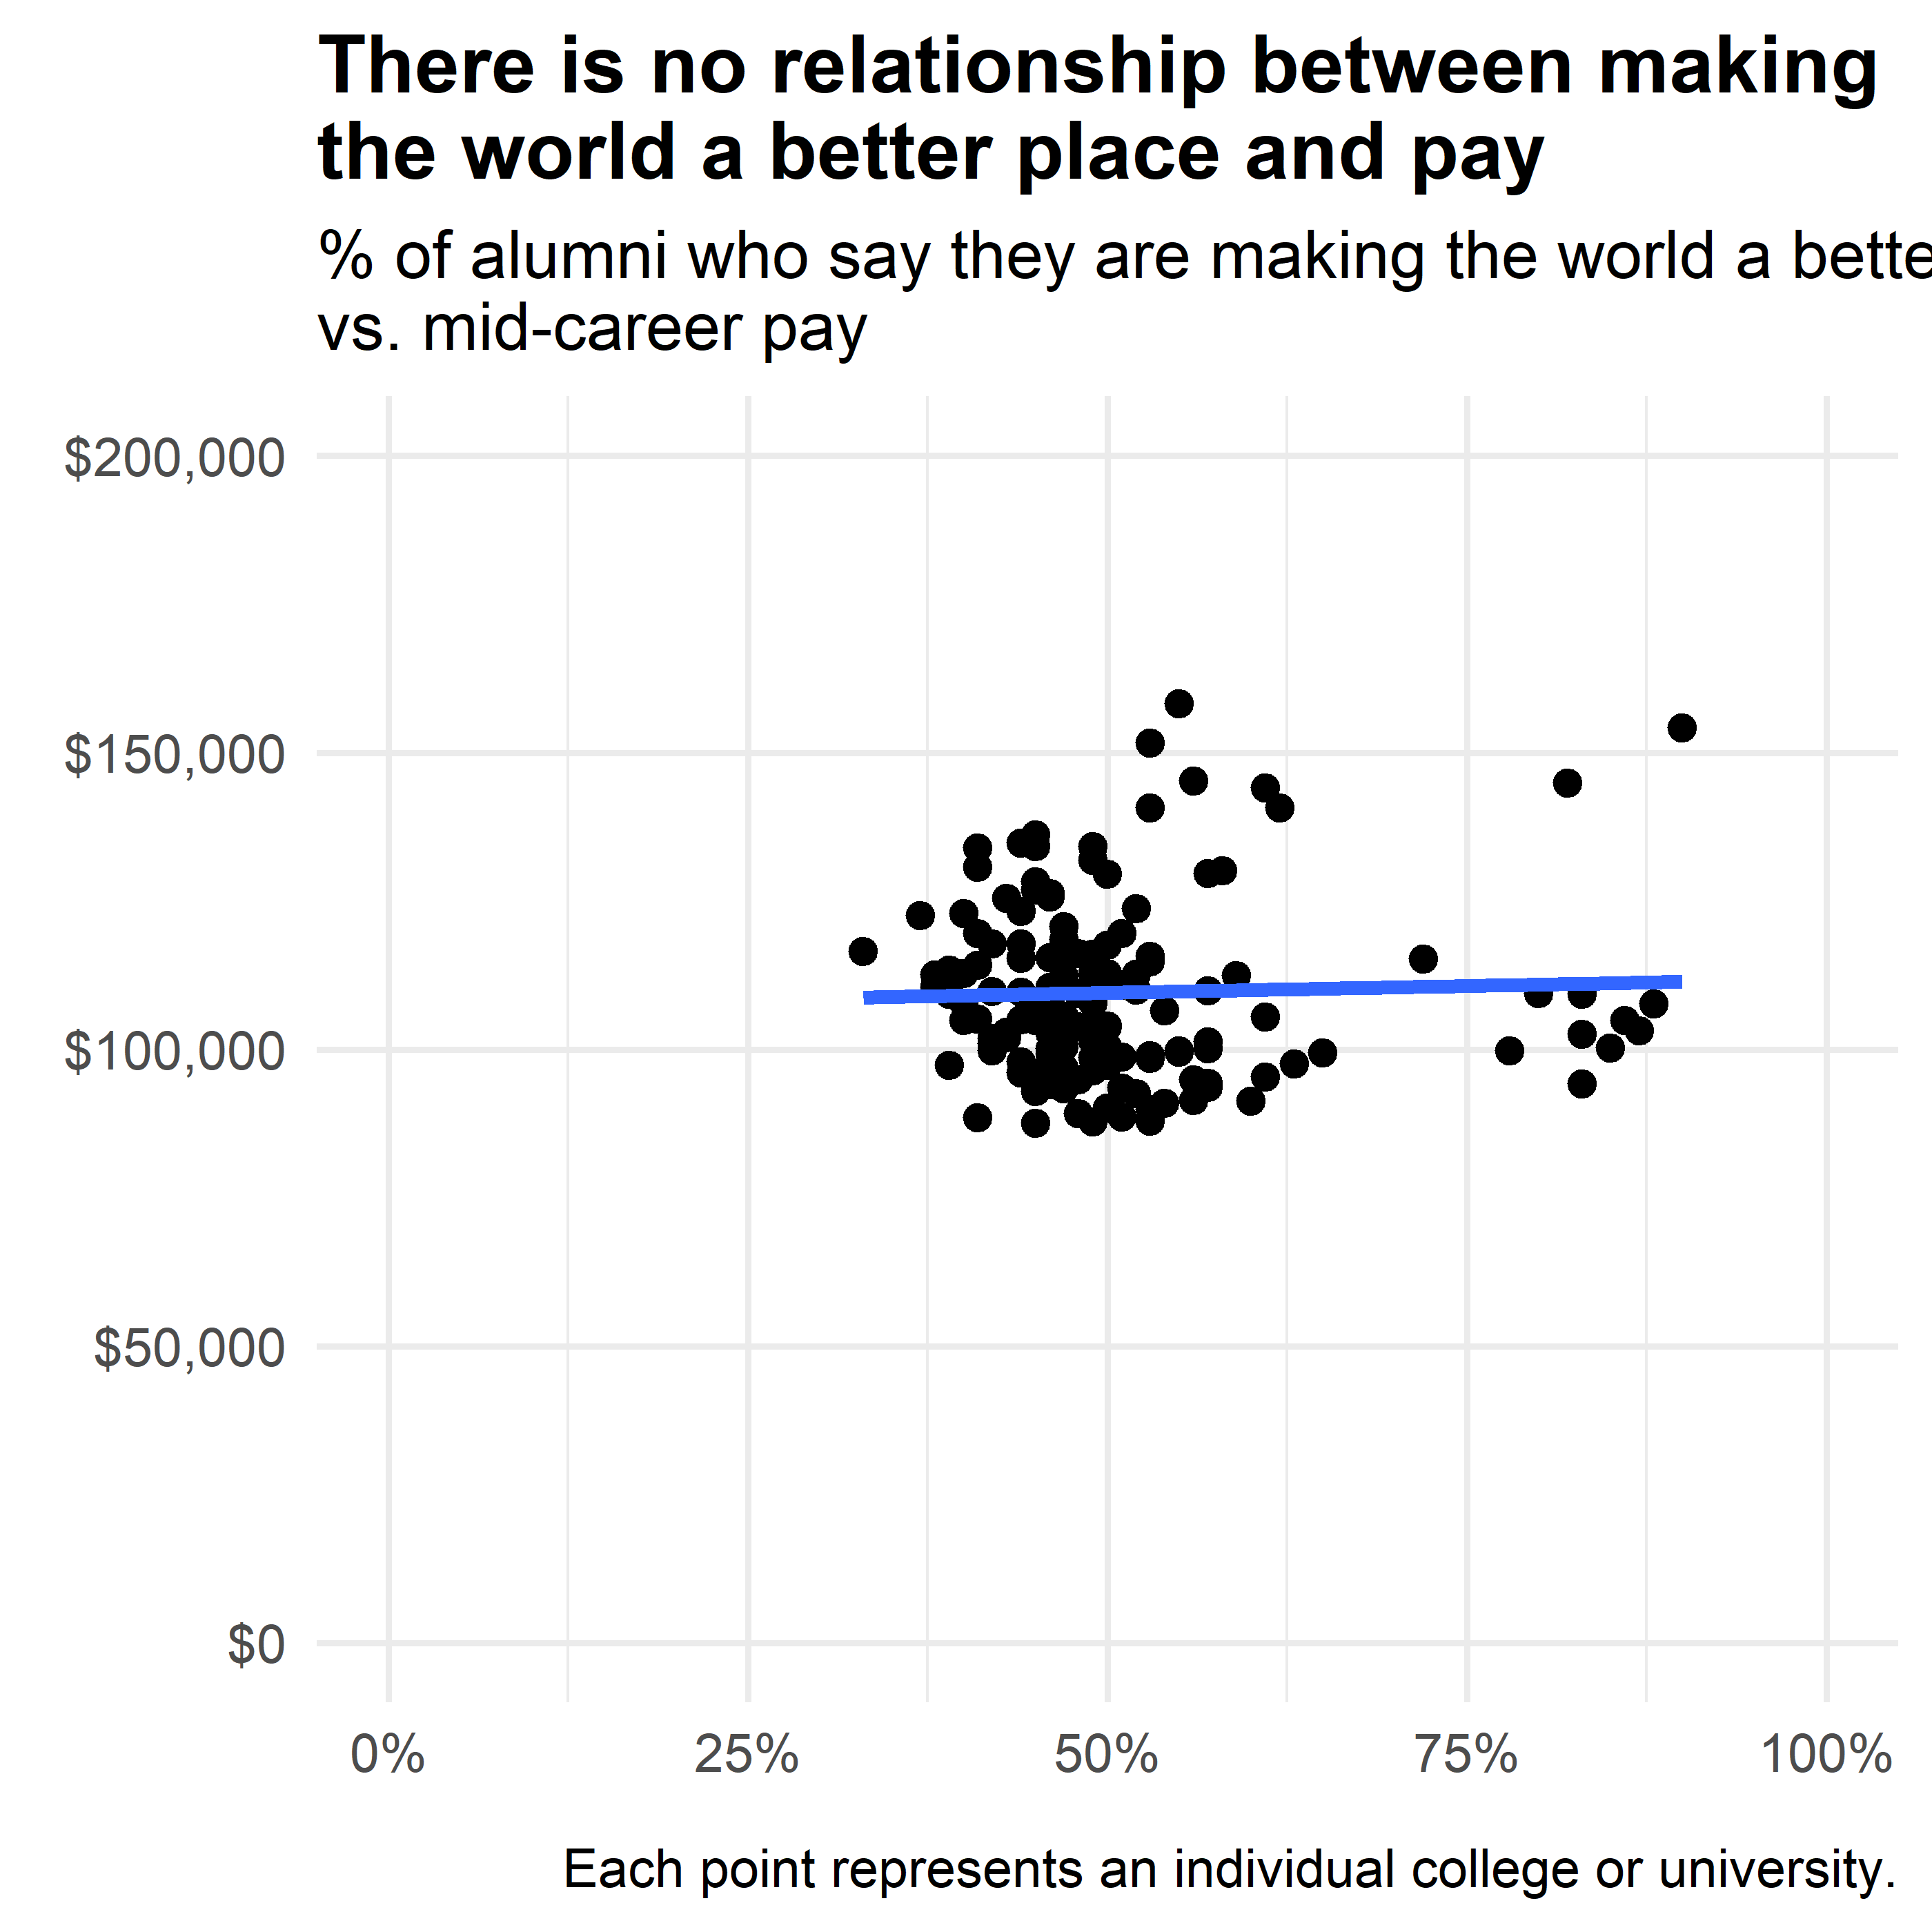 There is no relationship between making
the world a better place and pay
% of alumni who say they are making the world a bette
vs. mid-career pay
$200,000
$150,000
$100,000
$50,000
$0
0% 25% 50% 75% 100%
Each point represents an individual college or university.